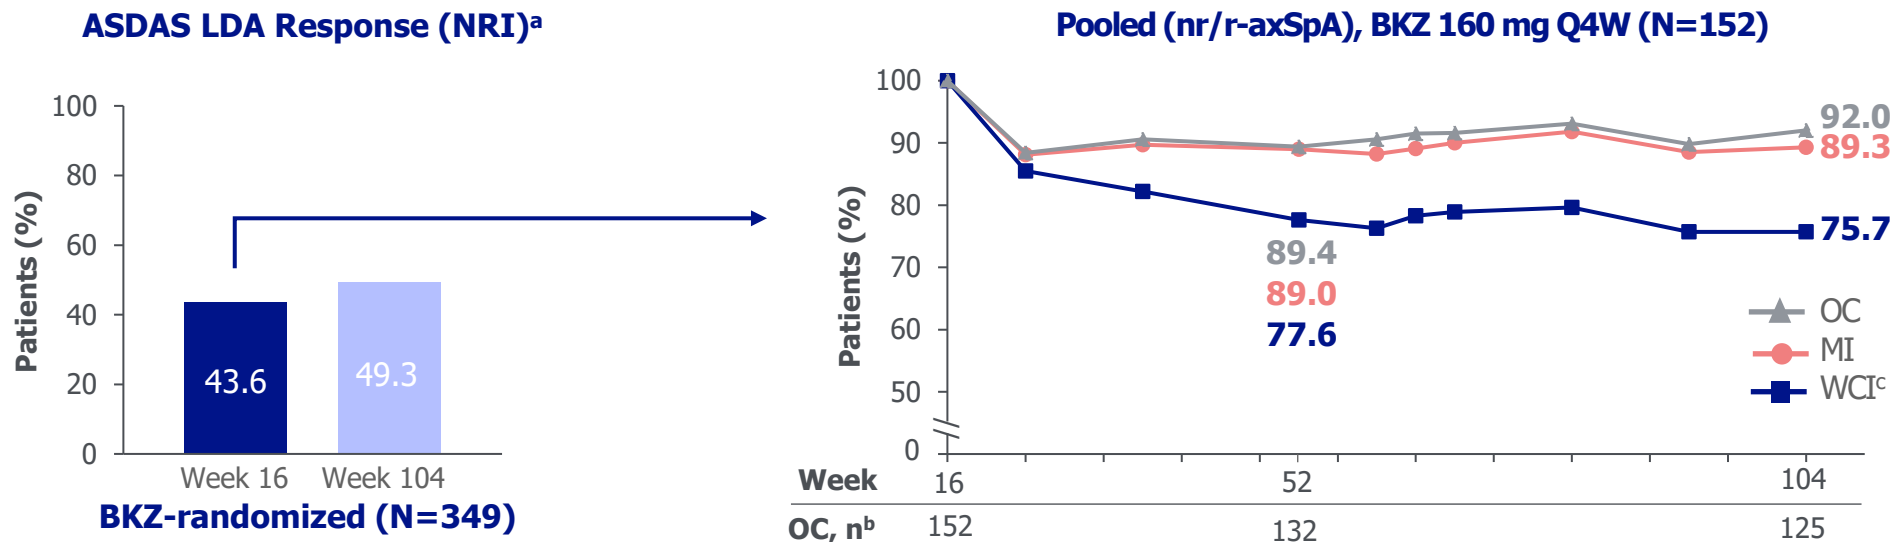 ASDAS LDA Response (NRI)ᵃ
Patients (%)
100
80
60
40
20
0
43.6
49.3
Week 16 Week 104
BKZ-randomized (N=349)
Pooled (nr/r-axSpA), BKZ 160 mg Q4W (N=152)
Patients (%)
100
90
80
70
60
50
0
92.0
89.3
75.7
89.4
89.0
77.6
OC
MI
WCIᶜ
Week 16 52 104
OC, nᵇ 152 132 125